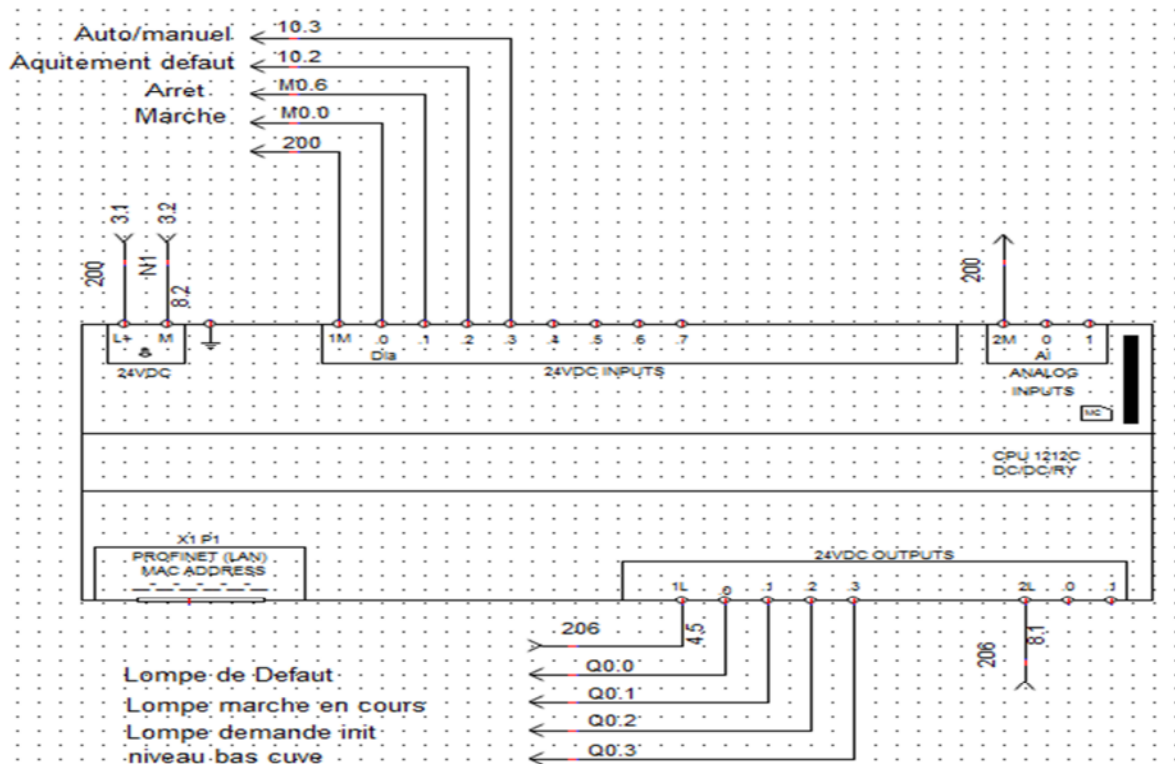 Auto/manuel 10.3
Aquitement defaut 10.2
Arret M0.6
Marche M0.0
200
3.1
3.2
200
N1
8.2
200
L+ M
1M .0 .1 .2 .3 .4 .5 .6 .7
2M 0 1
&
24VDC
DIa
24VDC INPUTS
AI
ANALOG
INPUTS
MC
CPU 1212C
DC/DC/RY
X1 P1
PROFINET (LAN)
MAC ADDRESS
24VDC OUTPUTS
1L .0 .1 .2 .3 2L .0 .1
206
4.5
206
8.1
Lompe de Defaut Q0.0
Lompe marche en cours Q0.1
Lompe demande init Q0.2
niveau bas cuve Q0.3